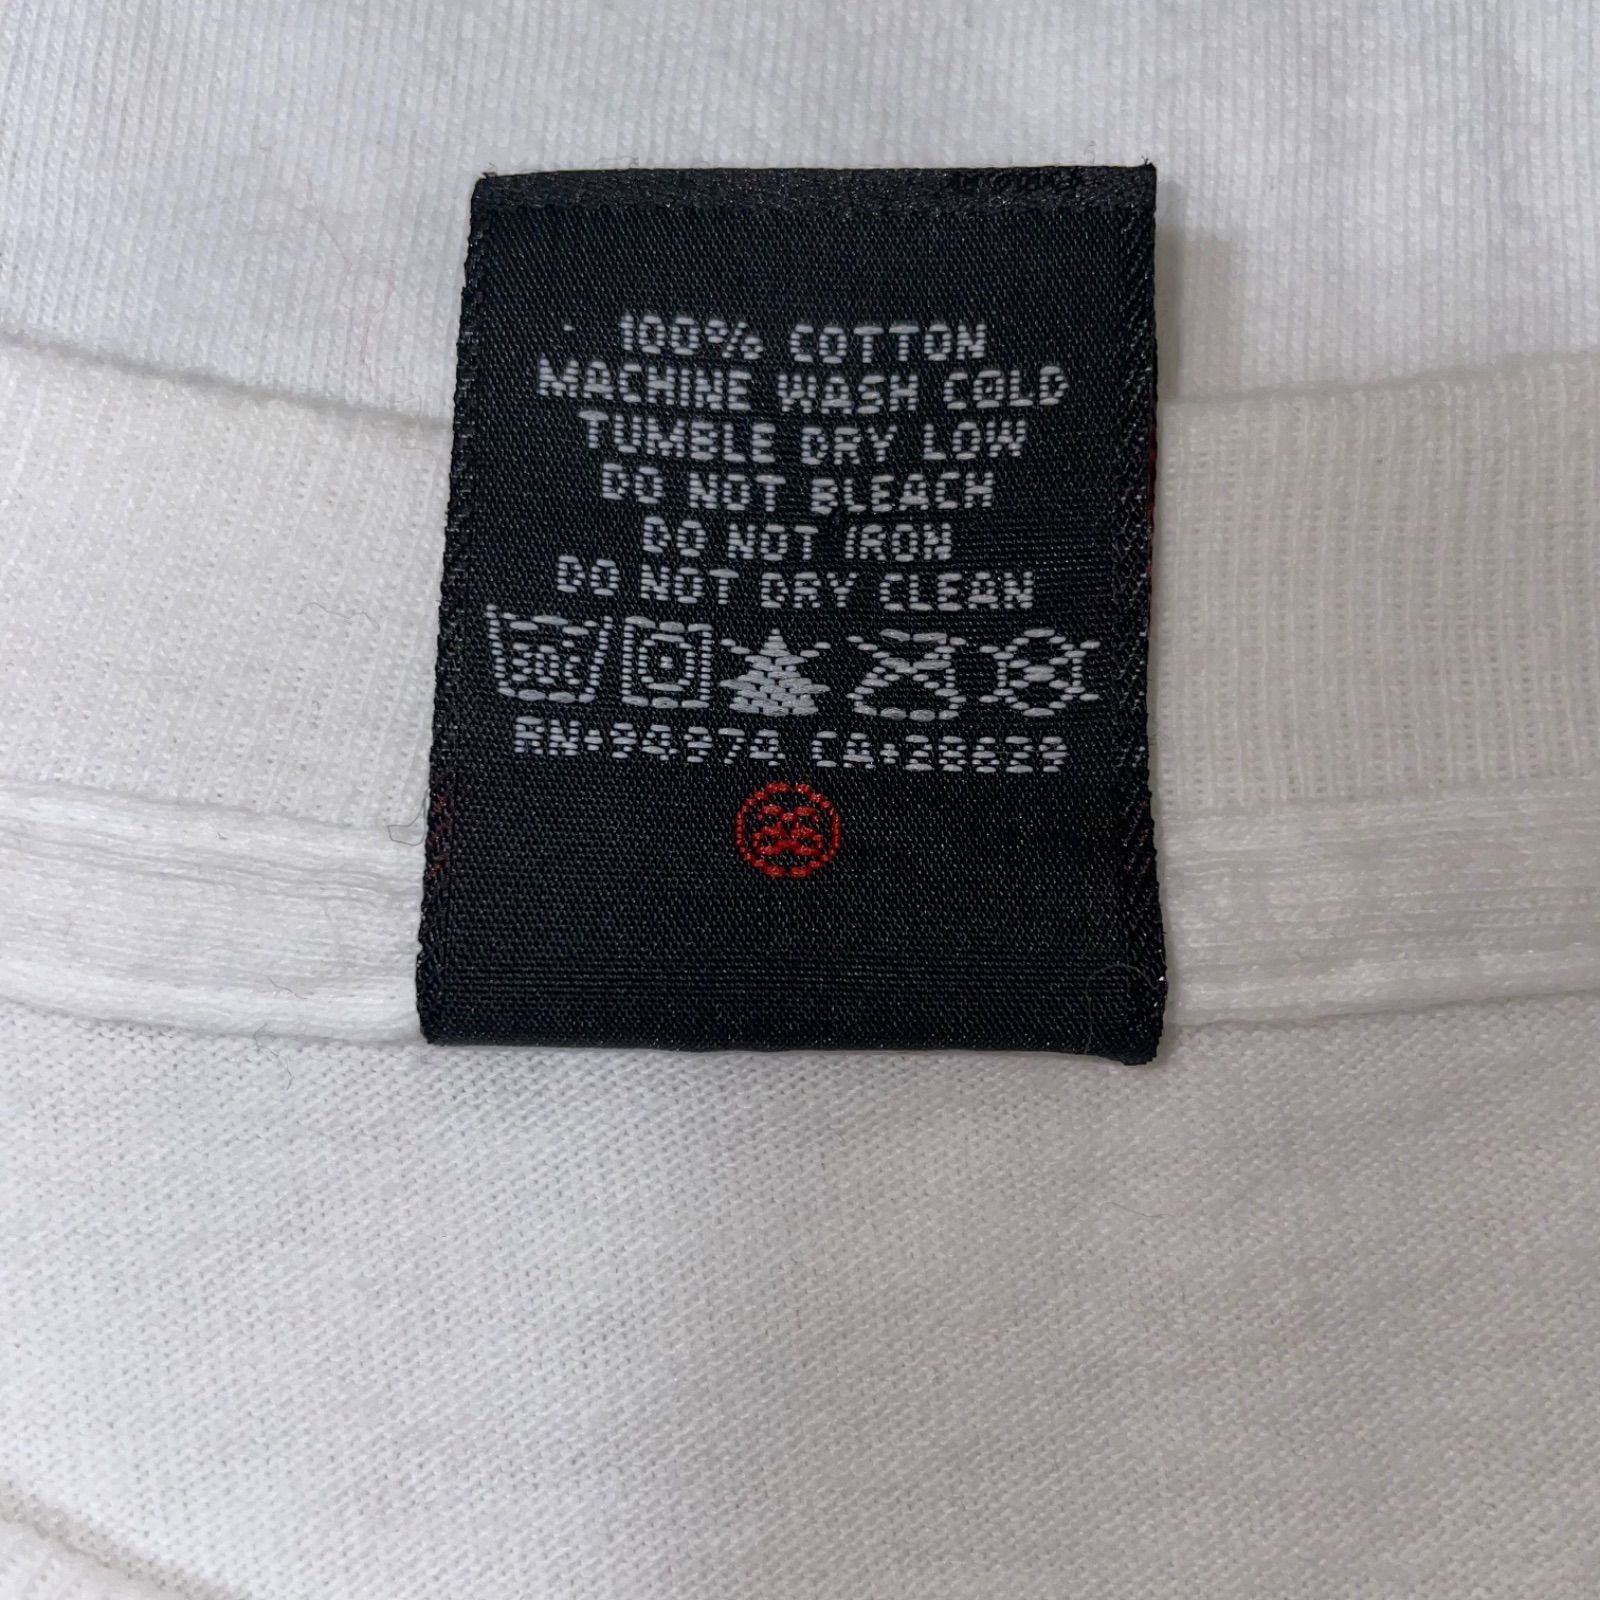 100% COTTON
MACHINE WASH COLD
TUMBLE DRY LOW
DO NOT BLEACH
DO NOT IRON
DO NOT DRY CLEAN
30c
RN:94974 CA:28629